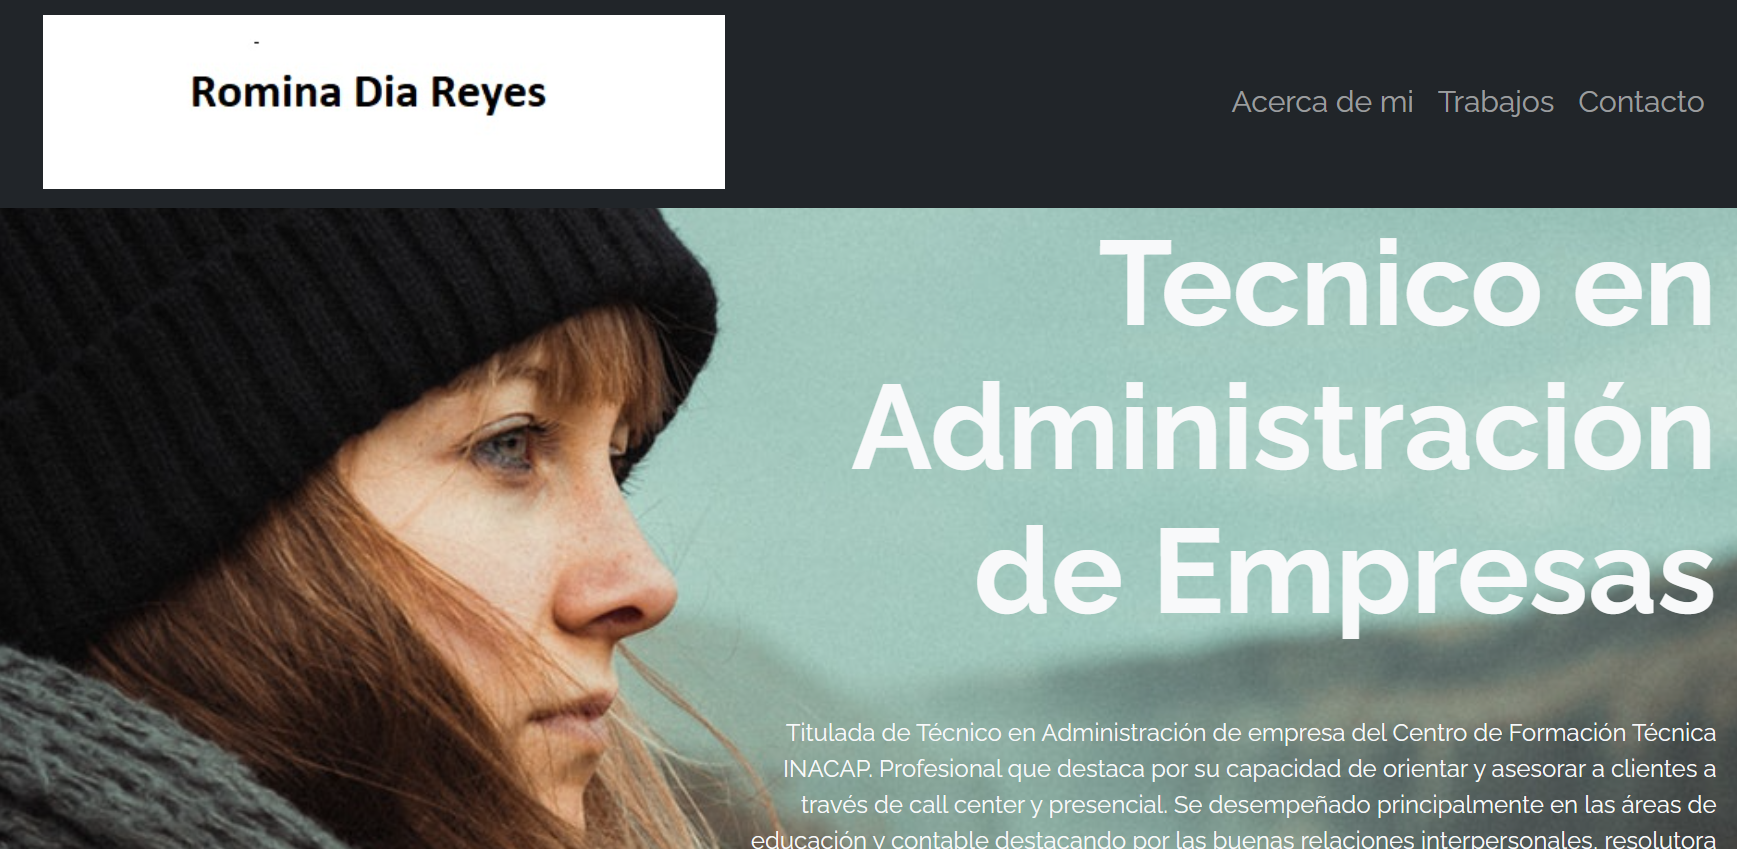 -
Romina Dia Reyes
Acerca de mi Trabajos Contacto
Tecnico en
Administración
de Empresas
Titulada de Técnico en Administración de empresa del Centro de Formación Técnica
INACAP. Profesional que destaca por su capacidad de orientar y asesorar a clientes a
través de call center y presencial. Se desempeñado principalmente en las áreas de
educación y contable destacando por las buenas relaciones interpersonales, resolutora